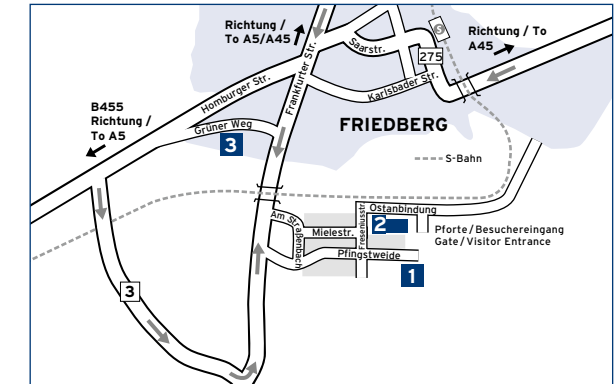 Richtung /
To A5/A45
Saarstr.
S
275
Richtung / To
A45
Frankfurter Str.
Homburger Str.
Karlsbader Str.
B455
Richtung /
To A5
Grüner Weg
3
FRIEDBERG
S-Bahn
Ostanbindung
Am Straßenbach
Freseniusstr.
2
Mielestr.
Pforte/Besuchereingang
Gate/Visitor Entrance
Pfingstweide
1
3